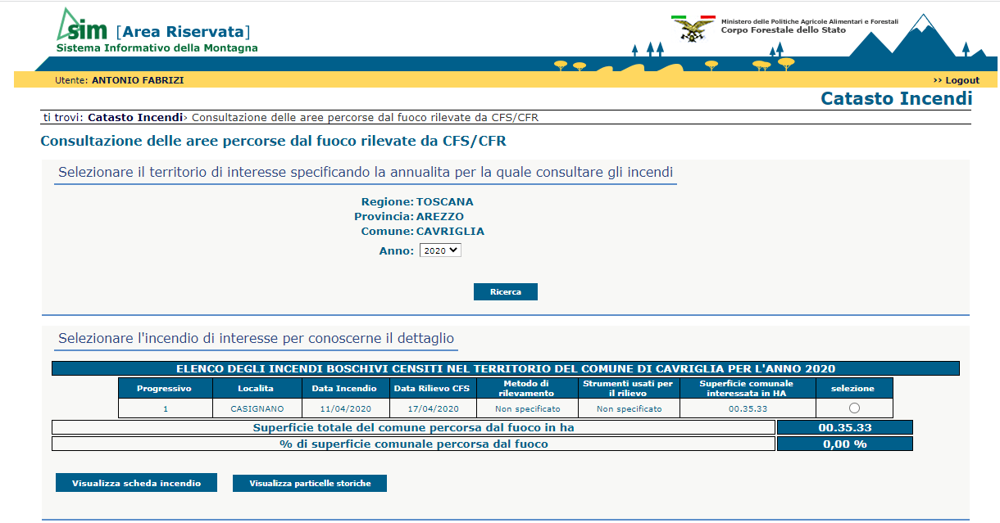 sim [Area Riservata]
Sistema Informativo della Montagna
Ministero delle Politiche Agricole Alimentari e Forestali
Corpo Forestale dello Stato
Utente: ANTONIO FABRIZI
›› Logout
Catasto Incendi
ti trovi: Catasto Incendi› Consultazione delle aree percorse dal fuoco rilevate da CFS/CFR
Consultazione delle aree percorse dal fuoco rilevate da CFS/CFR
Selezionare il territorio di interesse specificando la annualita per la quale consultare gli incendi
Regione: TOSCANA
Provincia: AREZZO
Comune: CAVRIGLIA
Anno: 2020
Ricerca
Selezionare l'incendio di interesse per conoscerne il dettaglio
ELENCO DEGLI INCENDI BOSCHIVI CENSITI NEL TERRITORIO DEL COMUNE DI CAVRIGLIA PER L'ANNO 2020
Progressivo Localita Data Incendio Data Rilievo CFS Metodo di rilevamento Strumenti usati per il rilievo Superficie comunale interessata in HA selezione
1 CASIGNANO 11/04/2020 17/04/2020 Non specificato Non specificato 00.35.33
Superficie totale del comune percorsa dal fuoco in ha 00.35.33
% di superficie comunale percorsa dal fuoco 0,00 %
Visualizza scheda incendio Visualizza particelle storiche